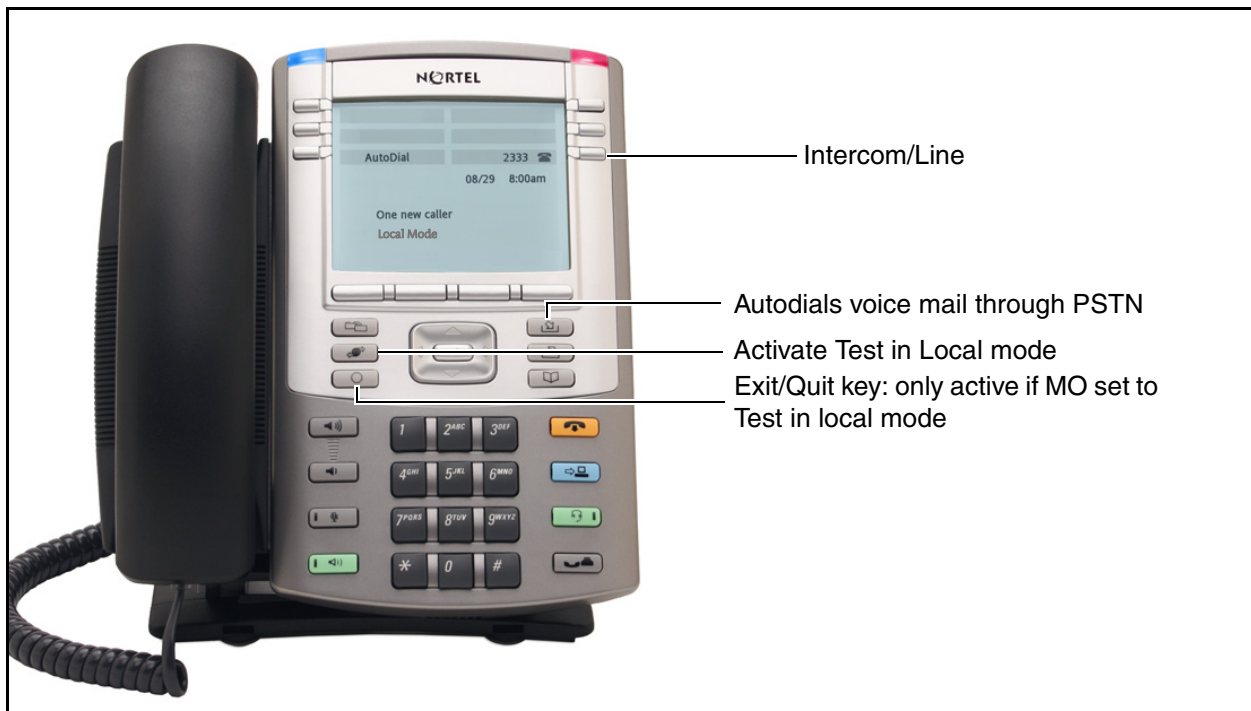 NORTEL
AutoDial 2333
08/29 8:00am
One new caller
Local Mode
Intercom/Line
Autodials voice mail through PSTN
Activate Test in Local mode
Exit/Quit key: only active if MO set to
Test in local mode
1 2ABC 3DEF
4GHI 5JKL 6MNO
7PQRS 8TUV 9WXYZ
* 0 #